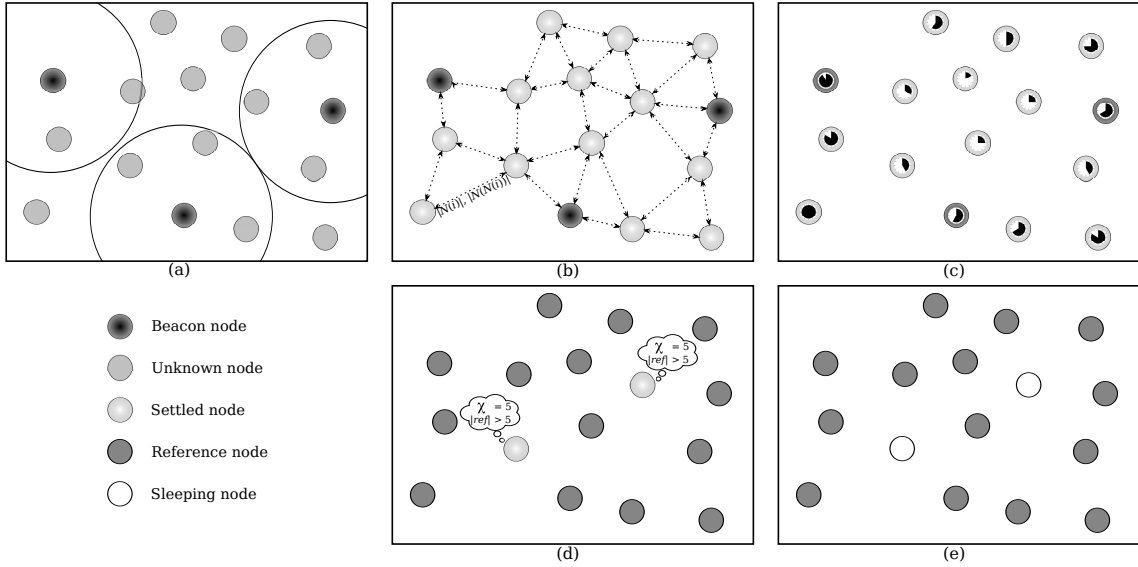 |N(i)|, |N(N(i))|
(a)
(b)
(c)
Beacon node
Unknown node
Settled node
Reference node
Sleeping node
χ = 5
|ref| > 5
χ = 5
|ref| > 5
(d)
(e)